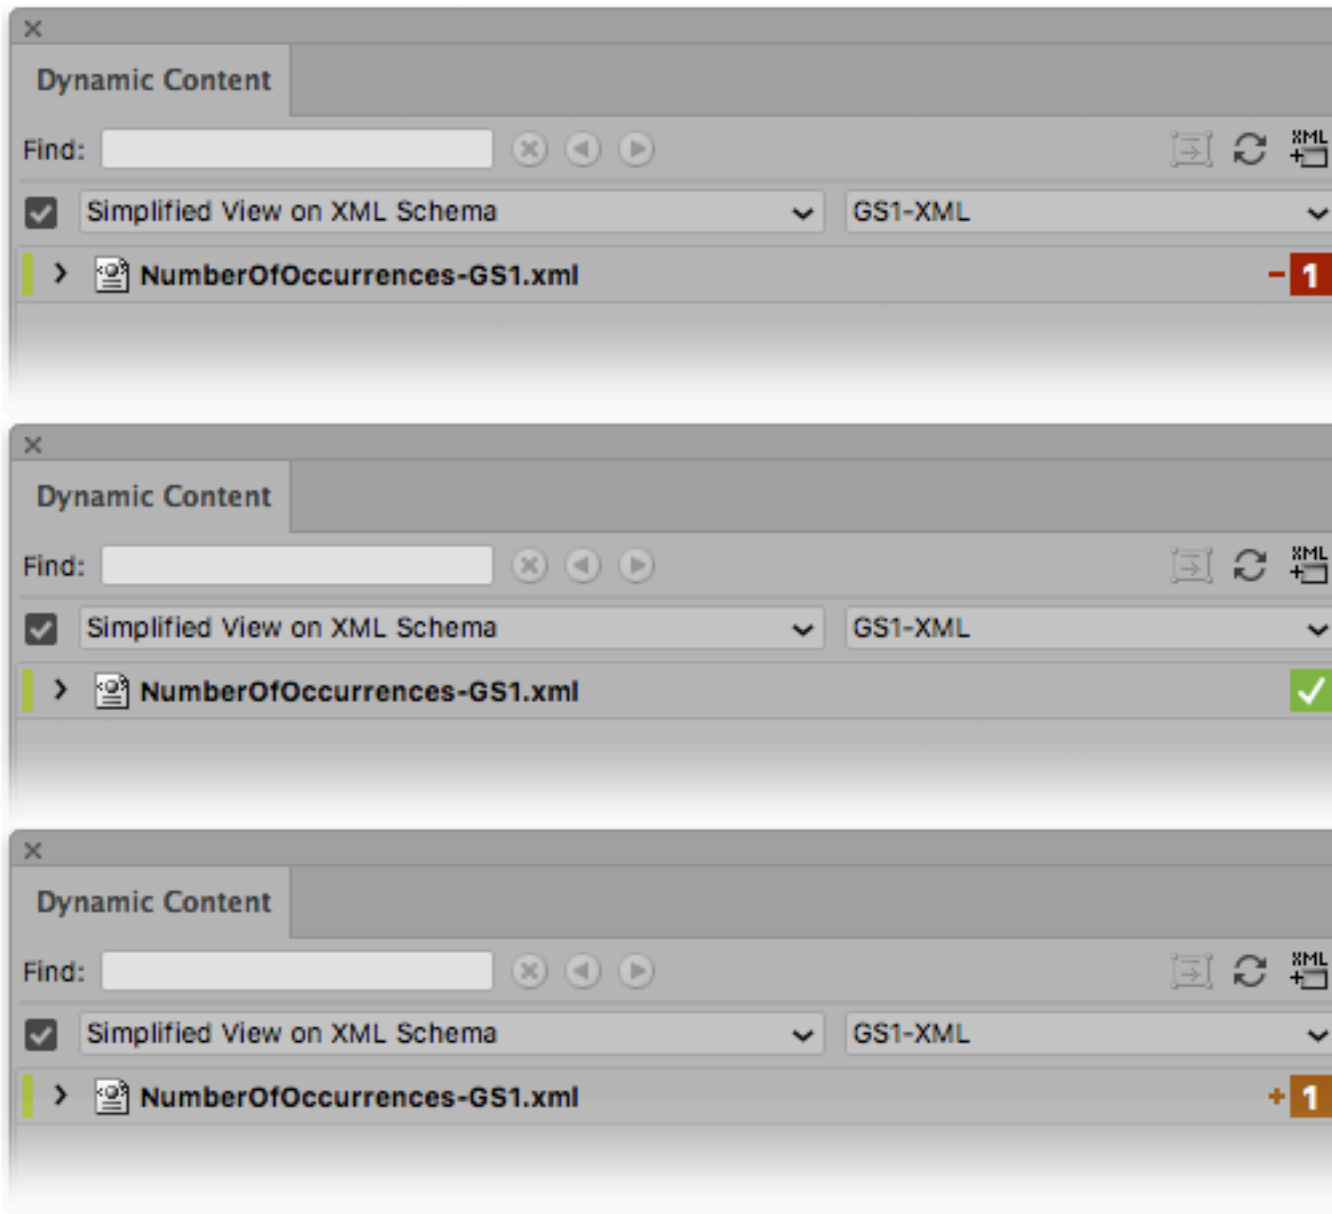 Dynamic Content
Find:
XML
Simplified View on XML Schema GS1-XML
NumberOfOccurrences-GS1.xml -1
Dynamic Content
Find:
XML
Simplified View on XML Schema GS1-XML
NumberOfOccurrences-GS1.xml
Dynamic Content
Find:
XML
Simplified View on XML Schema GS1-XML
NumberOfOccurrences-GS1.xml +1